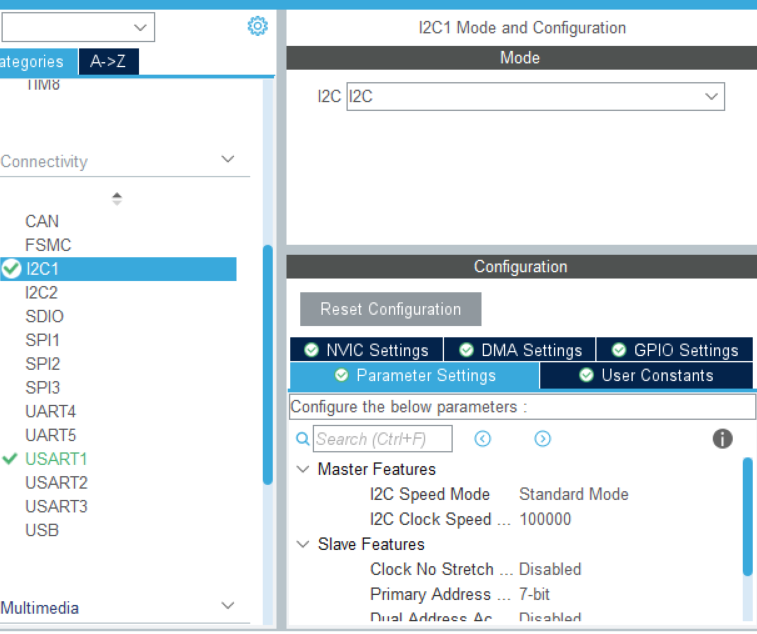 ategories A->Z
TIM8
Connectivity
CAN
FSMC
I2C1
I2C2
SDIO
SPI1
SPI2
SPI3
UART4
UART5
USART1
USART2
USART3
USB
Multimedia
I2C1 Mode and Configuration
Mode
I2C I2C
Configuration
Reset Configuration
NVIC Settings DMA Settings GPIO Settings
Parameter Settings User Constants
Configure the below parameters :
Search (Ctrl+F)
Master Features
I2C Speed Mode Standard Mode
I2C Clock Speed ... 100000
Slave Features
Clock No Stretch ... Disabled
Primary Address ... 7-bit
Dual Address Ac... Disabled